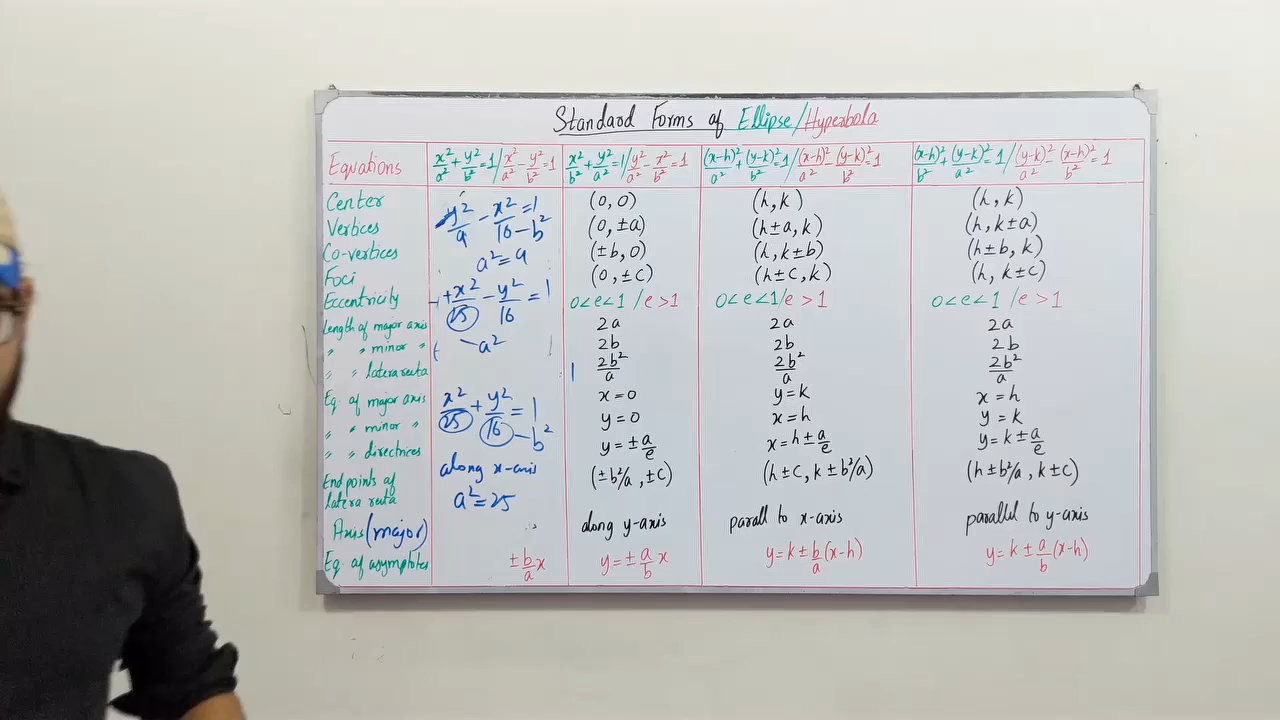 Standard Forms of Ellipse/Hyperbola
Equations x²/a² + y²/b² = 1 / x²/a² - y²/b² = 1 x²/b² + y²/a² = 1 / y²/a² - x²/b² = 1 (x-h)²/a² + (y-k)²/b² = 1 / (x-h)²/a² - (y-k)²/b² = 1 (x-h)²/b² + (y-k)²/a² = 1 / (y-k)²/a² - (x-h)²/b² = 1
Center (0, 0) (h, k) (h, k)
Vertices y²/9 - x²/16 = 1 (0, ±a) (h±a, k) (h, k±a)
16 - b²
Co-vertices a² = 9 (±b, 0) (h, k±b) (h±b, k)
Foci (0, ±c) (h±c, k) (h, k±c)
Eccentricity +x²/25 - y²/16 = 1 0<e<1 / e>1 0<e<1/e>1 0<e<1 / e>1
Length of major axis 2a 2a 2a
" " minor " - a² 2b 2b 2b
" " latera recta 2b²/a 2b²/a 2b²/a
Eq. of major axis x²/25 + y²/16 = 1 x=0 y=k x=h
" " minor " 16 - b² y=0 x=h y=k
" " directrices y=±a/e x=h±a/e y=k±a/e
Endpoints of latera recta along x-axis (±b²/a, ±c) (h±c, k±b²/a) (h±b²/a, k±c)
a² = 25
Axis (major) along y-axis parall to x-axis parallel to y-axis
Eq. of asymptotes ±b/a x y=±a/b x y=k±b/a(x-h) y=k±a/b(x-h)